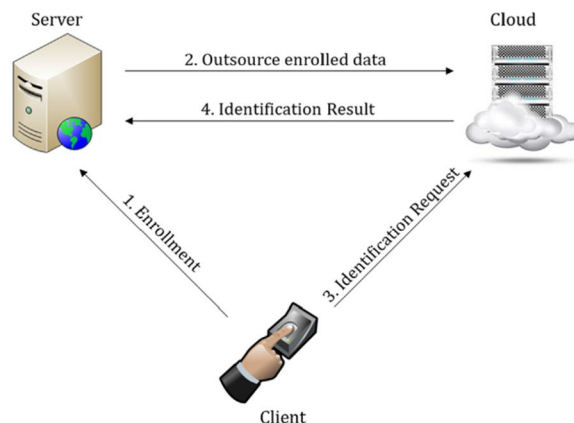 Server
Cloud
2. Outsource enrolled data
4. Identification Result
1. Enrollment
3. Identification Request
Client